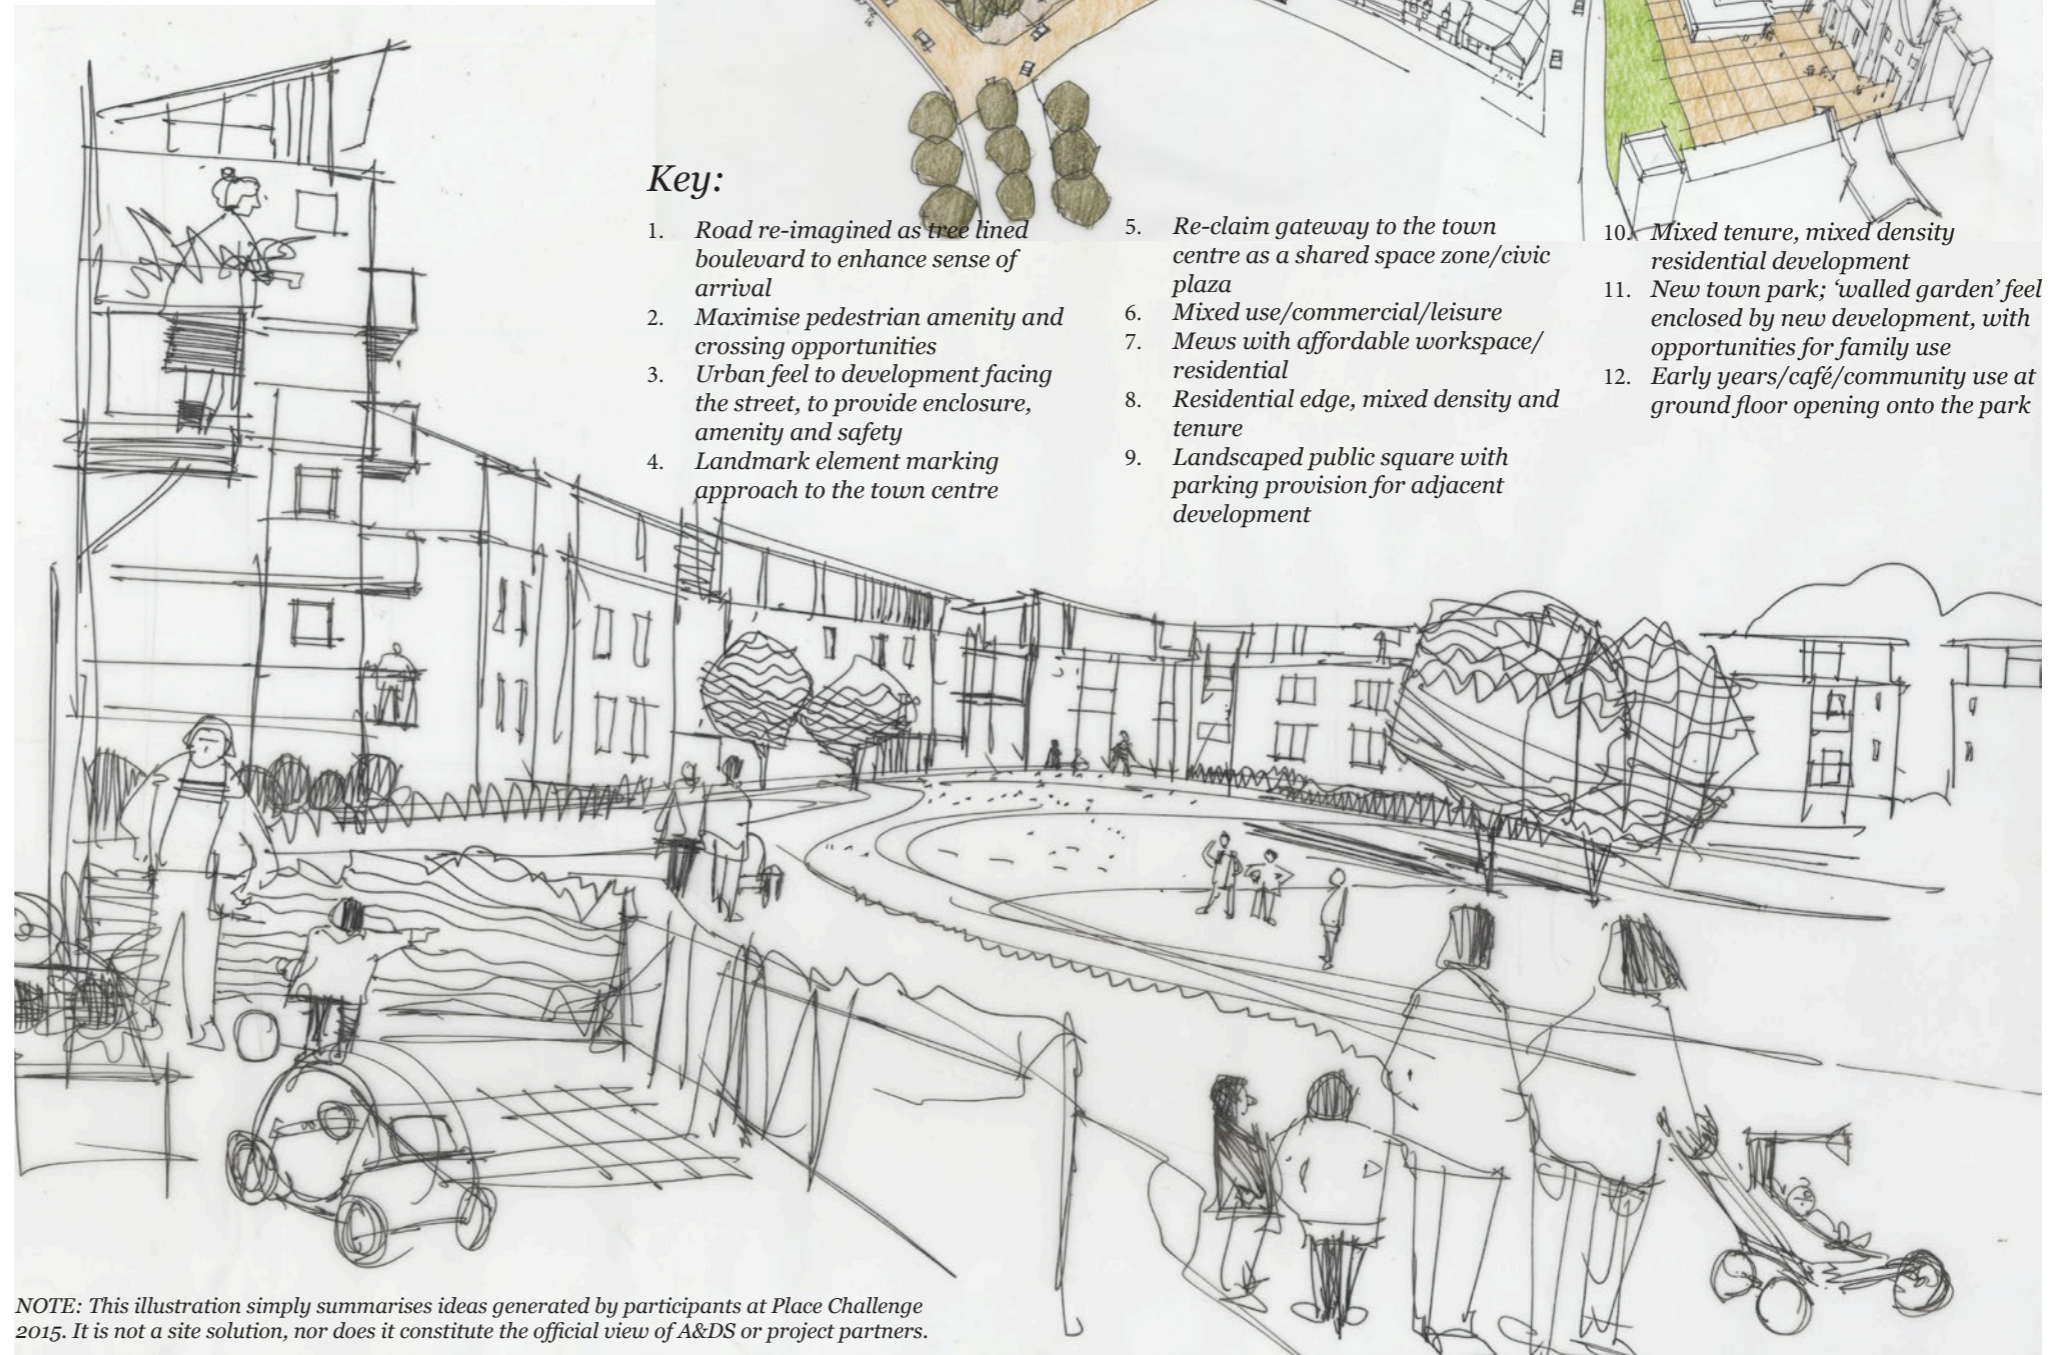 Key:
1. Road re-imagined as tree lined
boulevard to enhance sense of
arrival
2. Maximise pedestrian amenity and
crossing opportunities
3. Urban feel to development facing
the street, to provide enclosure,
amenity and safety
4. Landmark element marking
approach to the town centre
5. Re-claim gateway to the town
centre as a shared space zone/civic
plaza
6. Mixed use/commercial/leisure
7. Mews with affordable workspace/
residential
8. Residential edge, mixed density and
tenure
9. Landscaped public square with
parking provision for adjacent
development
10. Mixed tenure, mixed density
residential development
11. New town park; ‘walled garden’ feel
enclosed by new development, with
opportunities for family use
12. Early years/café/community use at
ground floor opening onto the park
NOTE: This illustration simply summarises ideas generated by participants at Place Challenge
2015. It is not a site solution, nor does it constitute the official view of A&DS or project partners.